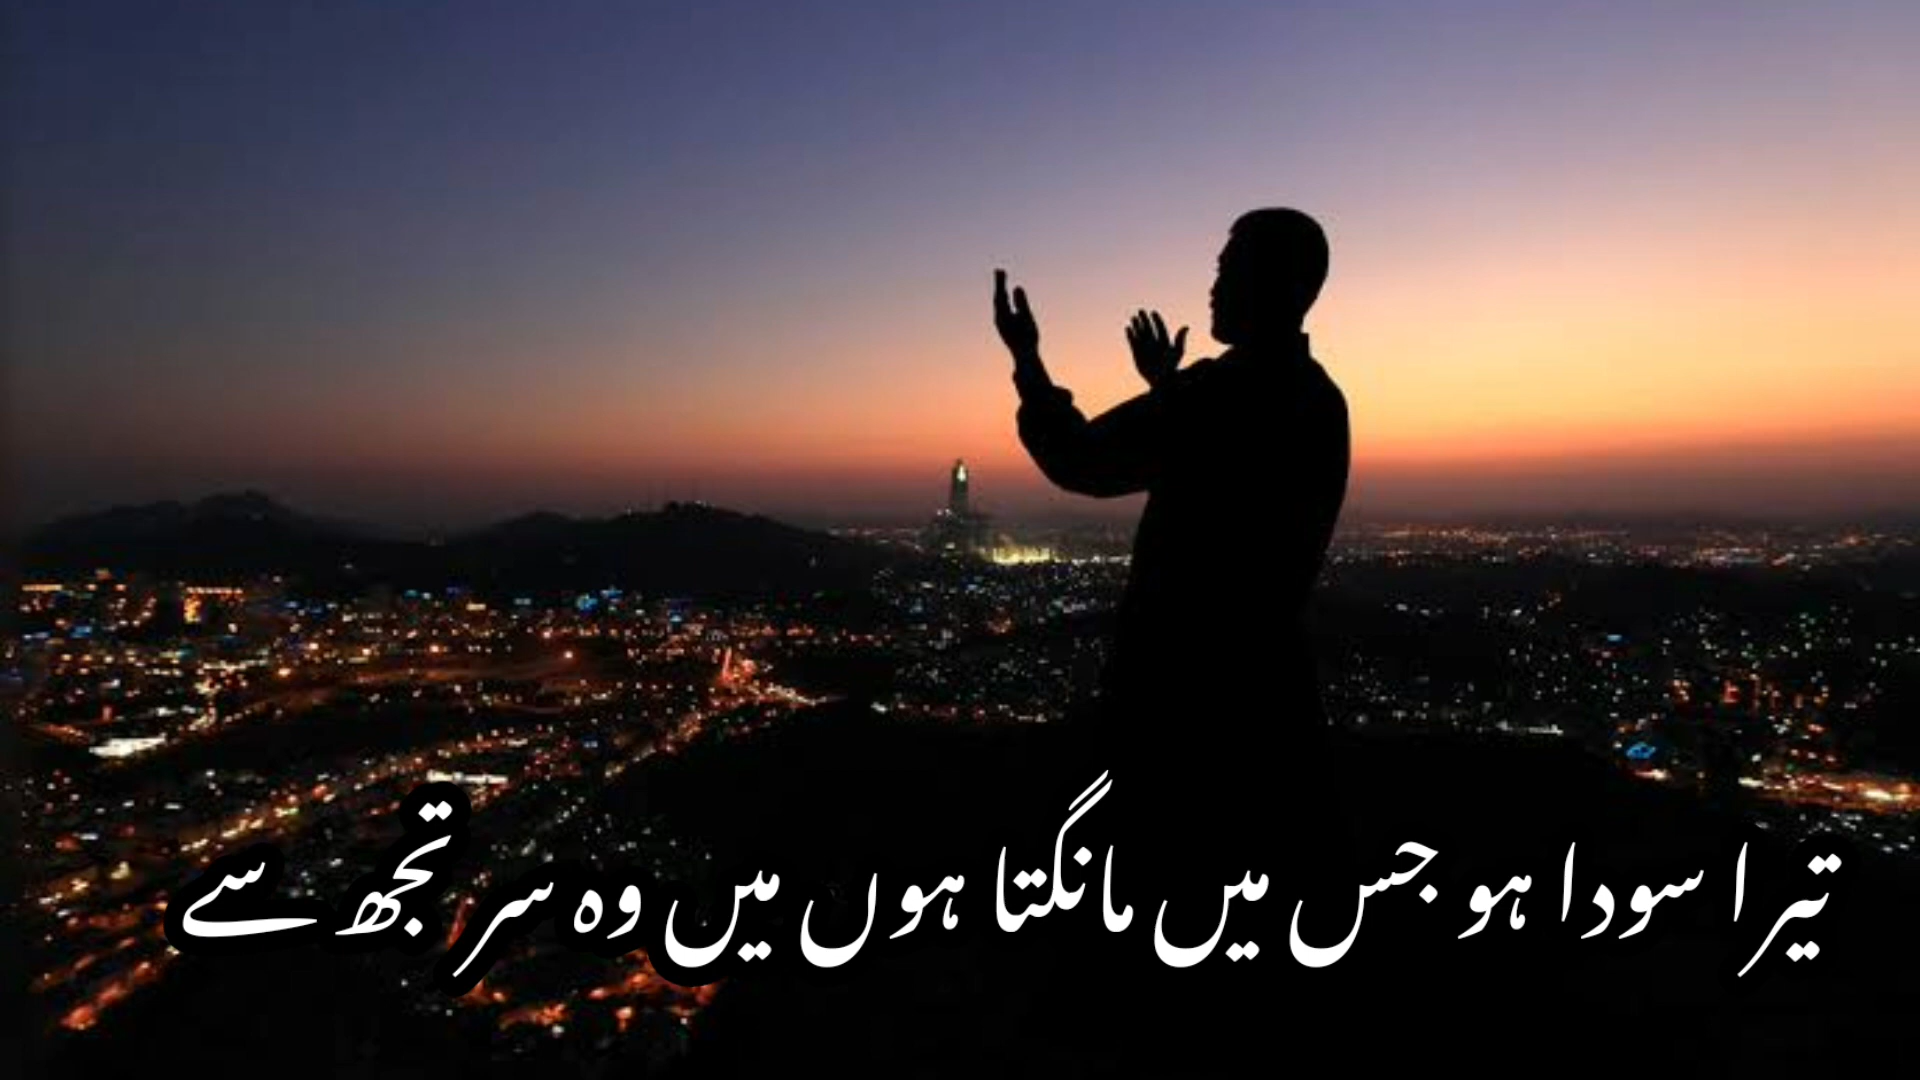 تیرا سودا ہو جس میں مانگتا ہوں میں وہ سر تجھ سے